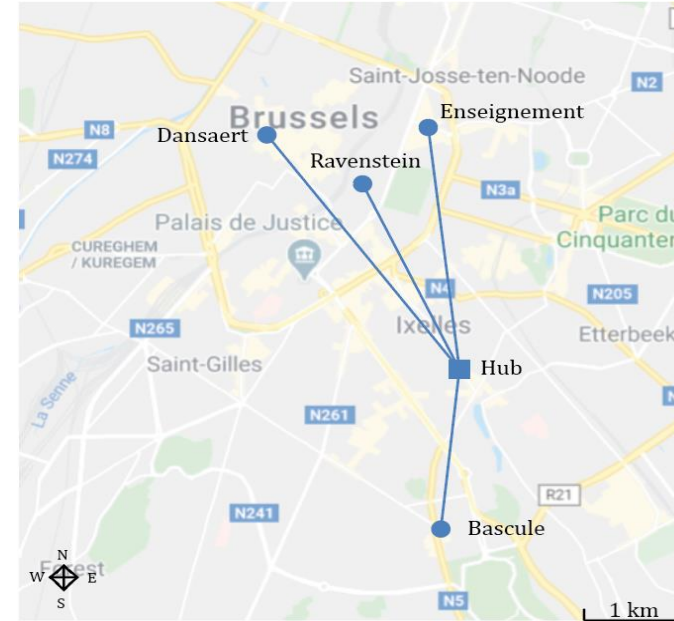 Saint-Josse-ten-Noode
N2
Brussels
Enseignement
N8
Dansaert
N274
Ravenstein
N3a
Palais de Justice
Parc du
Cinquanten
CUREGHEM
/ KUREGEM
N4
N205
N265
Ixelles
Etterbeek
Saint-Gilles
Hub
La Senne
N261
R21
N241
Bascule
N
W E
S
Forest
N5
1 km